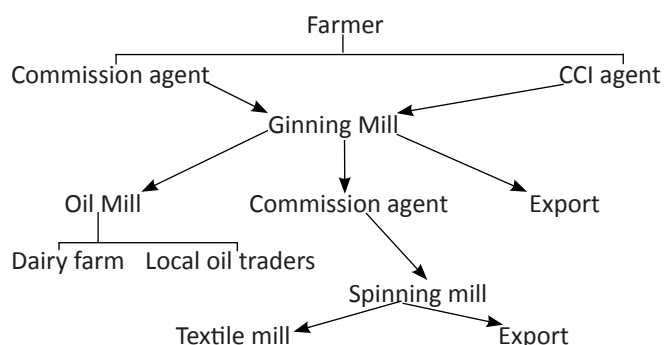 Farmer
Commission agent
CCI agent
Ginning Mill
Oil Mill
Commission agent
Export
Dairy farm
Local oil traders
Spinning mill
Textile mill
Export